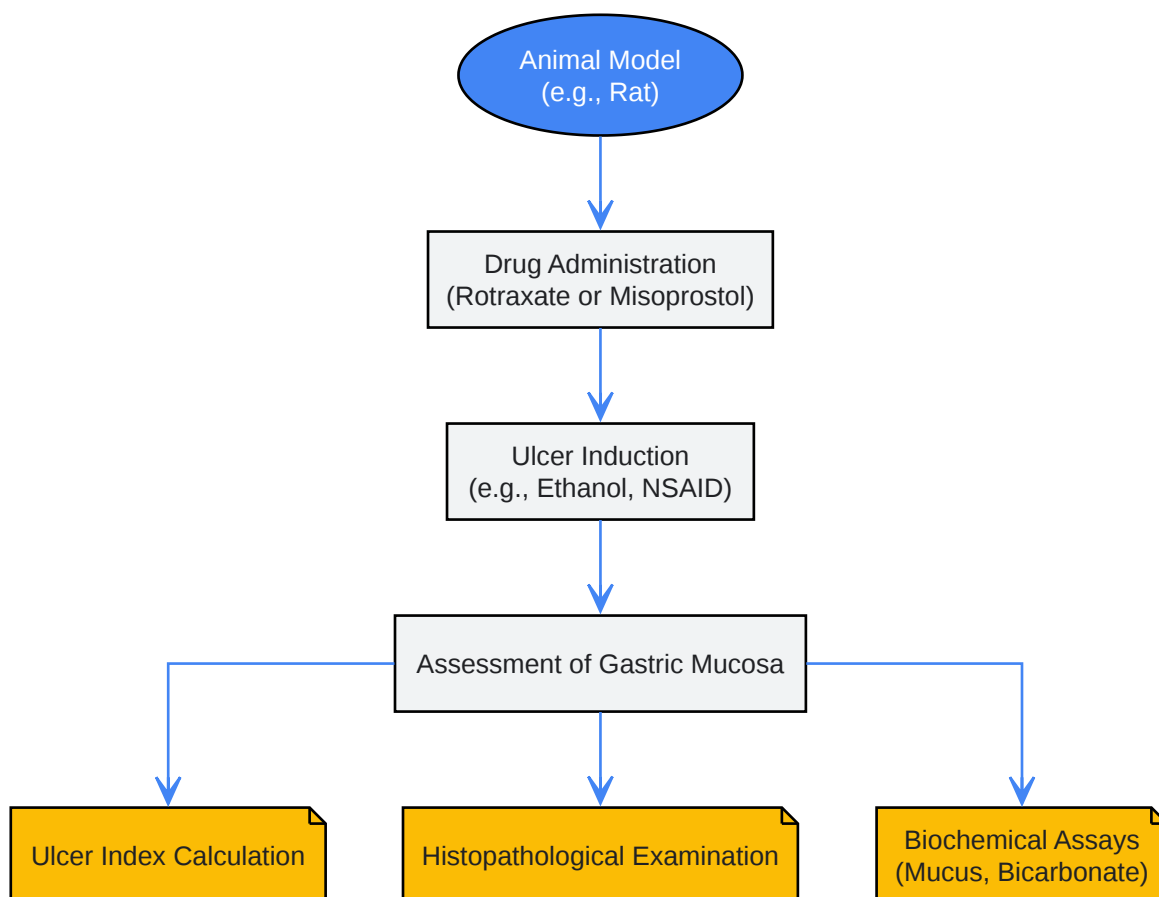 Animal Model
(e.g., Rat)
Drug Administration
(Rotraxate or Misoprostol)
Ulcer Induction
(e.g., Ethanol, NSAID)
Assessment of Gastric Mucosa
Ulcer Index Calculation
Histopathological Examination
Biochemical Assays
(Mucus, Bicarbonate)